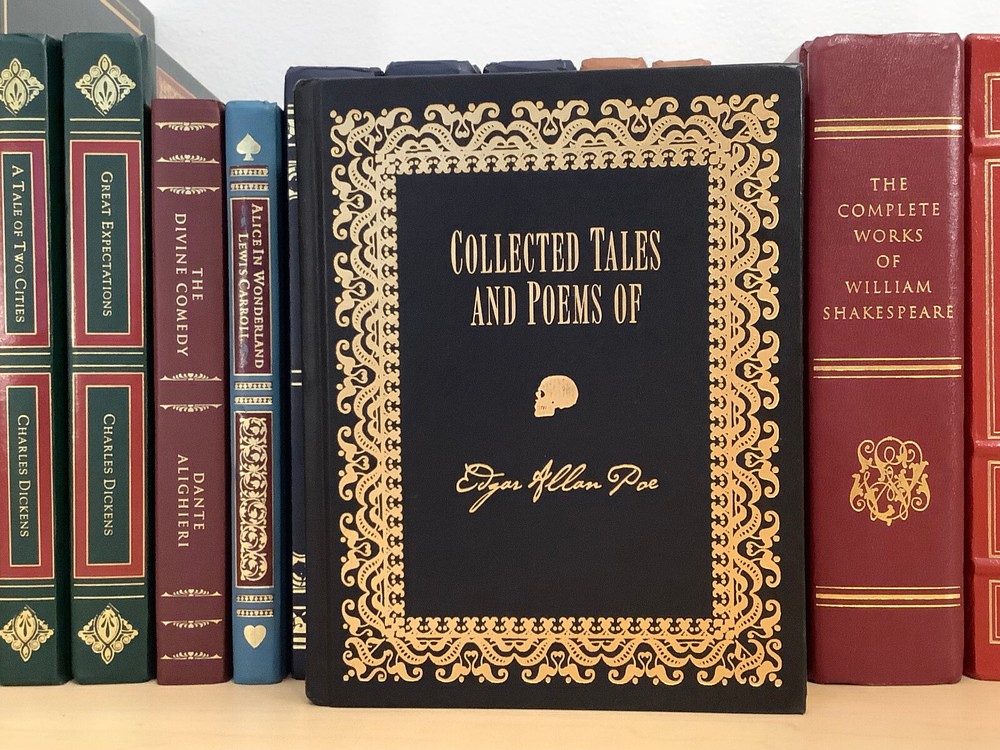 A TALE OF TWO CITIES
CHARLES DICKENS
GREAT EXPECTATIONS
CHARLES DICKENS
THE
DIVINE COMEDY
DANTE
ALIGHIERI
ALICE IN WONDERLAND
LEWIS CARROLL
COLLECTED TALES
AND POEMS OF
Edgar Allan Poe
THE
COMPLETE
WORKS
OF
WILLIAM
SHAKESPEARE